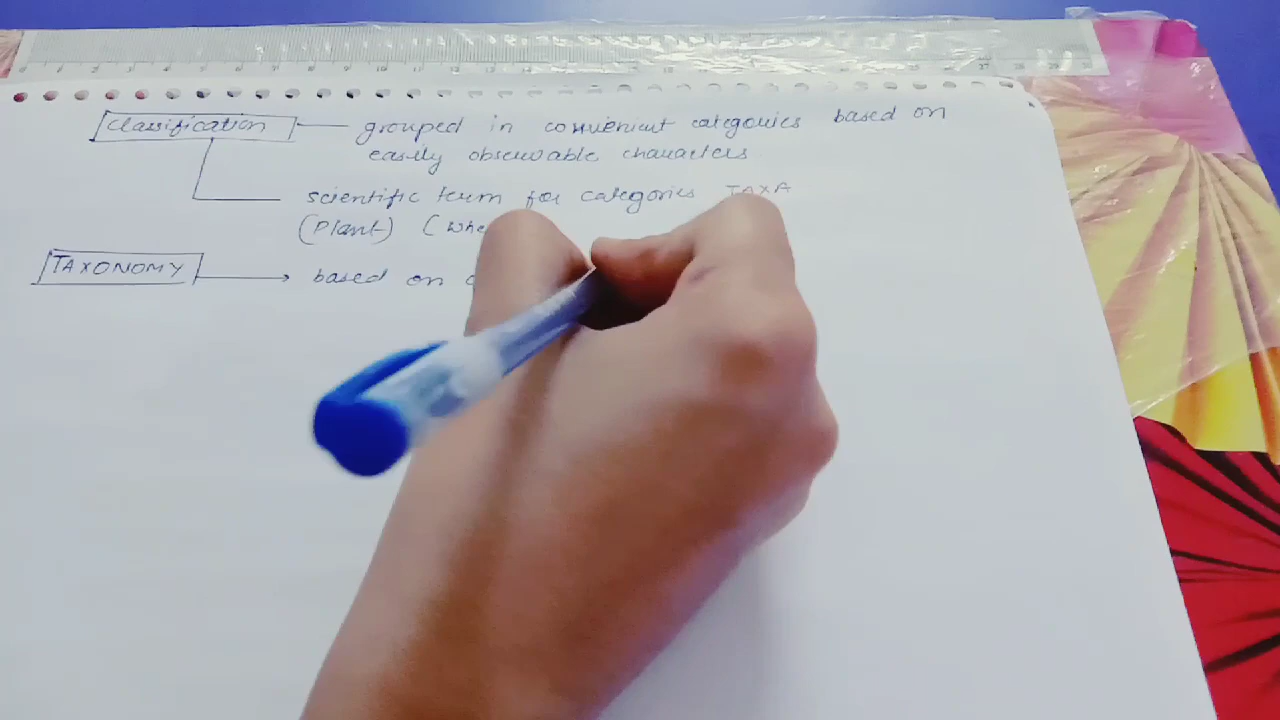 Classification — grouped in convenient categories based on
easily observable characters
scientific term for categories TAXA
(Plant)
TAXONOMY → based on